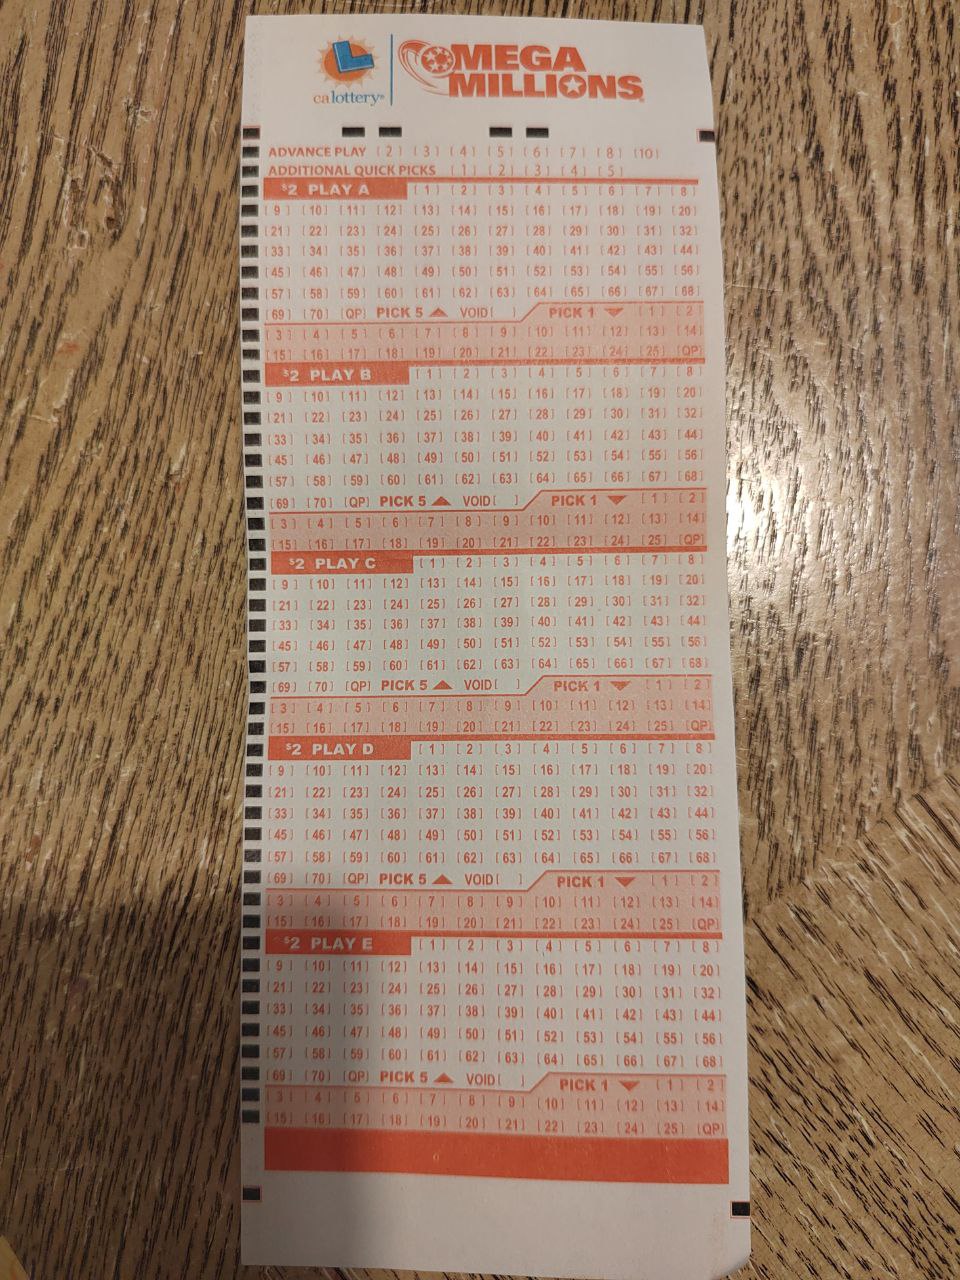 calottery®
MEGA
MILLIONS
ADVANCE PLAY [2] [3] [4] [5] [6] [7] [8] [10]
ADDITIONAL QUICK PICKS [1] [2] [3] [4] [5]
$2 PLAY A [1] [2] [3] [4] [5] [6] [7] [8]
[9] [10] [11] [12] [13] [14] [15] [16] [17] [18] [19] [20]
[21] [22] [23] [24] [25] [26] [27] [28] [29] [30] [31] [32]
[33] [34] [35] [36] [37] [38] [39] [40] [41] [42] [43] [44]
[45] [46] [47] [48] [49] [50] [51] [52] [53] [54] [55] [56]
[57] [58] [59] [60] [61] [62] [63] [64] [65] [66] [67] [68]
[69] [70] [QP] PICK 5 ▲ VOID [ ] PICK 1 ▼ [1] [2]
[3] [4] [5] [6] [7] [8] [9] [10] [11] [12] [13] [14]
[15] [16] [17] [18] [19] [20] [21] [22] [23] [24] [25] [QP]
$2 PLAY B [1] [2] [3] [4] [5] [6] [7] [8]
[9] [10] [11] [12] [13] [14] [15] [16] [17] [18] [19] [20]
[21] [22] [23] [24] [25] [26] [27] [28] [29] [30] [31] [32]
[33] [34] [35] [36] [37] [38] [39] [40] [41] [42] [43] [44]
[45] [46] [47] [48] [49] [50] [51] [52] [53] [54] [55] [56]
[57] [58] [59] [60] [61] [62] [63] [64] [65] [66] [67] [68]
[69] [70] [QP] PICK 5 ▲ VOID [ ] PICK 1 ▼ [1] [2]
[3] [4] [5] [6] [7] [8] [9] [10] [11] [12] [13] [14]
[15] [16] [17] [18] [19] [20] [21] [22] [23] [24] [25] [QP]
$2 PLAY C [1] [2] [3] [4] [5] [6] [7] [8]
[9] [10] [11] [12] [13] [14] [15] [16] [17] [18] [19] [20]
[21] [22] [23] [24] [25] [26] [27] [28] [29] [30] [31] [32]
[33] [34] [35] [36] [37] [38] [39] [40] [41] [42] [43] [44]
[45] [46] [47] [48] [49] [50] [51] [52] [53] [54] [55] [56]
[57] [58] [59] [60] [61] [62] [63] [64] [65] [66] [67] [68]
[69] [70] [QP] PICK 5 ▲ VOID [ ] PICK 1 ▼ [1] [2]
[3] [4] [5] [6] [7] [8] [9] [10] [11] [12] [13] [14]
[15] [16] [17] [18] [19] [20] [21] [22] [23] [24] [25] [QP]
$2 PLAY D [1] [2] [3] [4] [5] [6] [7] [8]
[9] [10] [11] [12] [13] [14] [15] [16] [17] [18] [19] [20]
[21] [22] [23] [24] [25] [26] [27] [28] [29] [30] [31] [32]
[33] [34] [35] [36] [37] [38] [39] [40] [41] [42] [43] [44]
[45] [46] [47] [48] [49] [50] [51] [52] [53] [54] [55] [56]
[57] [58] [59] [60] [61] [62] [63] [64] [65] [66] [67] [68]
[69] [70] [QP] PICK 5 ▲ VOID [ ] PICK 1 ▼ [1] [2]
[3] [4] [5] [6] [7] [8] [9] [10] [11] [12] [13] [14]
[15] [16] [17] [18] [19] [20] [21] [22] [23] [24] [25] [QP]
$2 PLAY E [1] [2] [3] [4] [5] [6] [7] [8]
[9] [10] [11] [12] [13] [14] [15] [16] [17] [18] [19] [20]
[21] [22] [23] [24] [25] [26] [27] [28] [29] [30] [31] [32]
[33] [34] [35] [36] [37] [38] [39] [40] [41] [42] [43] [44]
[45] [46] [47] [48] [49] [50] [51] [52] [53] [54] [55] [56]
[57] [58] [59] [60] [61] [62] [63] [64] [65] [66] [67] [68]
[69] [70] [QP] PICK 5 ▲ VOID [ ] PICK 1 ▼ [1] [2]
[3] [4] [5] [6] [7] [8] [9] [10] [11] [12] [13] [14]
[15] [16] [17] [18] [19] [20] [21] [22] [23] [24] [25] [QP]